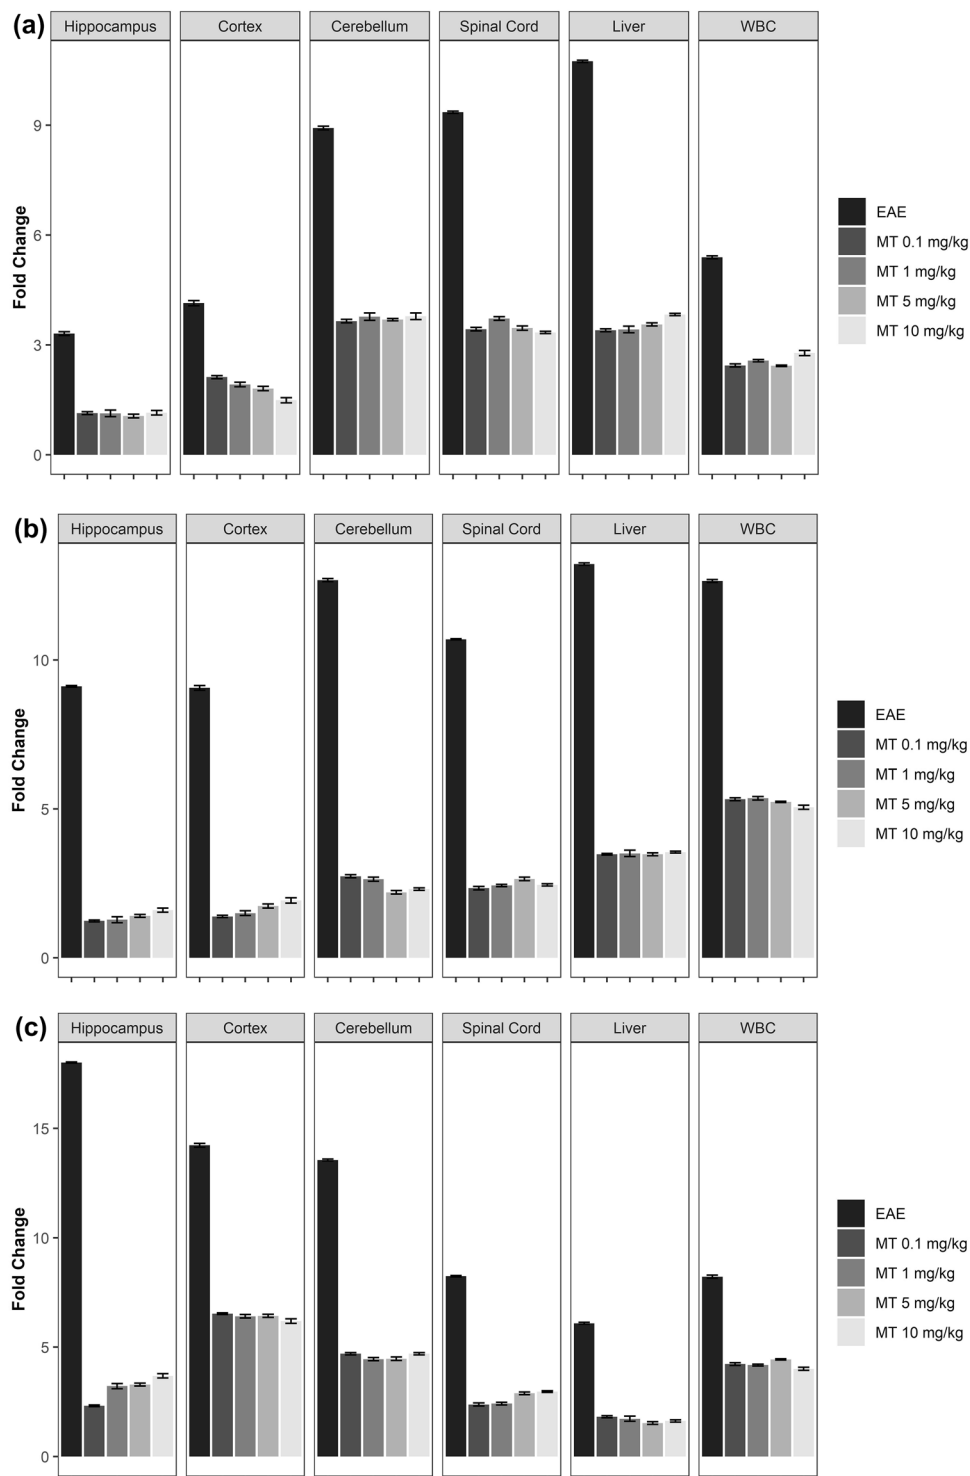 (a)
Hippocampus Cortex Cerebellum Spinal Cord Liver WBC
Fold Change
9
6
3
0
EAE
MT 0.1 mg/kg
MT 1 mg/kg
MT 5 mg/kg
MT 10 mg/kg
(b)
Hippocampus Cortex Cerebellum Spinal Cord Liver WBC
Fold Change
10
5
0
EAE
MT 0.1 mg/kg
MT 1 mg/kg
MT 5 mg/kg
MT 10 mg/kg
(c)
Hippocampus Cortex Cerebellum Spinal Cord Liver WBC
Fold Change
15
10
5
0
EAE
MT 0.1 mg/kg
MT 1 mg/kg
MT 5 mg/kg
MT 10 mg/kg